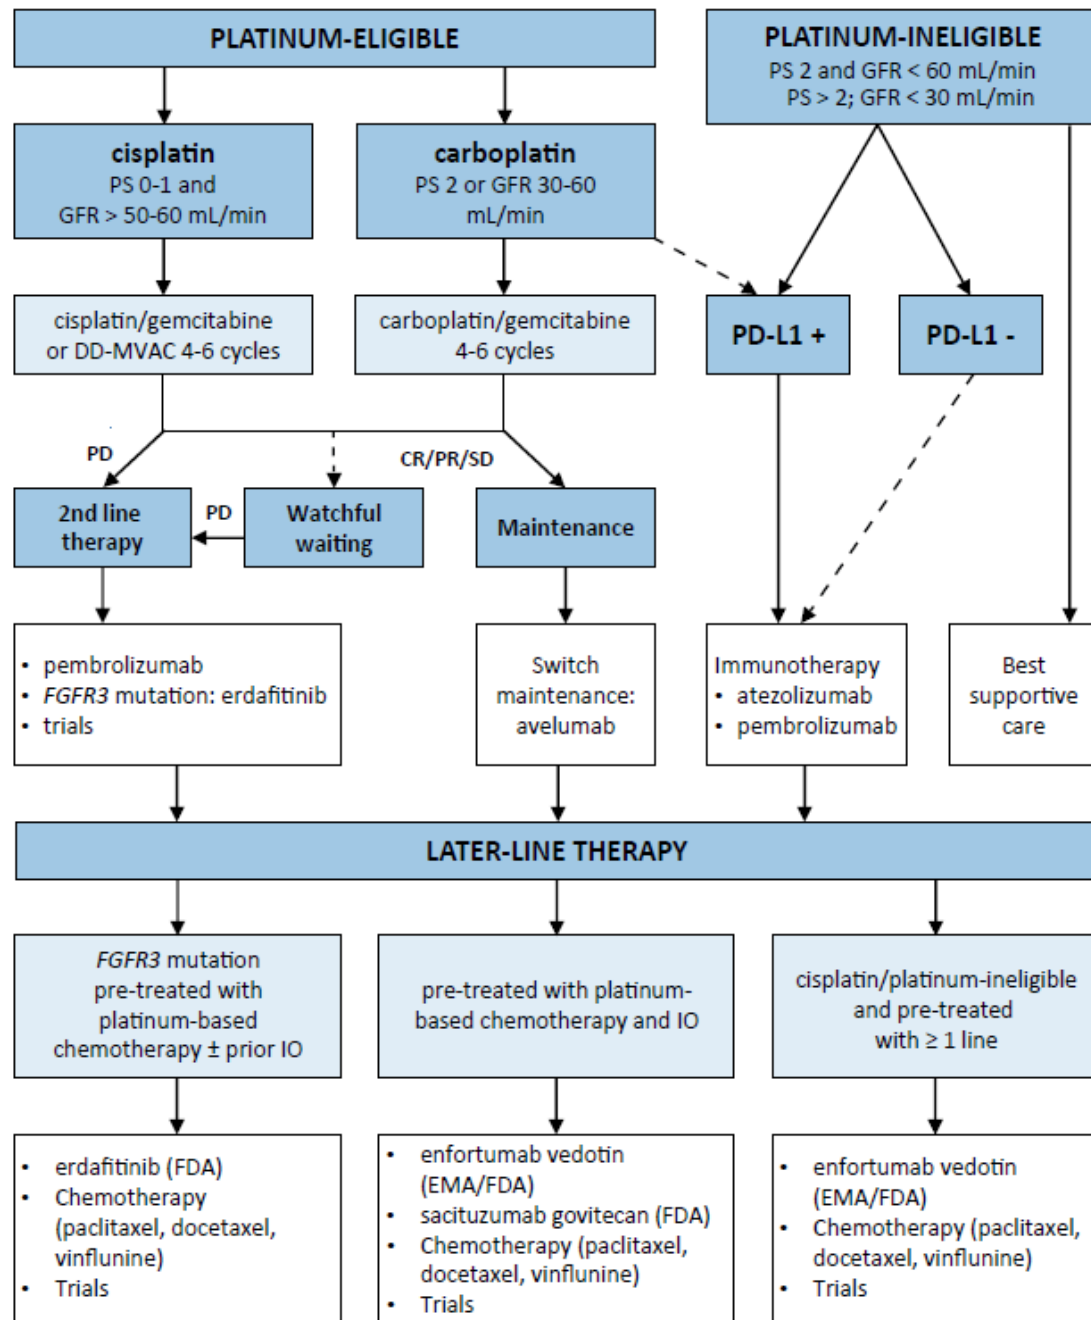 PLATINUM-ELIGIBLE
PLATINUM-INELIGIBLE
PS 2 and GFR < 60 mL/min
PS > 2; GFR < 30 mL/min
cisplatin
PS 0-1 and
GFR > 50-60 mL/min
carboplatin
PS 2 or GFR 30-60
mL/min
cisplatin/gemcitabine
or DD-MVAC 4-6 cycles
carboplatin/gemcitabine
4-6 cycles
PD-L1 +
PD-L1 -
PD
CR/PR/SD
2nd line
therapy
PD
Watchful
waiting
Maintenance
• pembrolizumab
• FGFR3 mutation: erdafitinib
• trials
Switch
maintenance:
avelumab
Immunotherapy
• atezolizumab
• pembrolizumab
Best
supportive
care
LATER-LINE THERAPY
FGFR3 mutation
pre-treated with
platinum-based
chemotherapy ± prior IO
pre-treated with platinum-
based chemotherapy and IO
cisplatin/platinum-ineligible
and pre-treated
with ≥ 1 line
• erdafitinib (FDA)
• Chemotherapy
(paclitaxel, docetaxel,
vinflunine)
• Trials
• enfortumab vedotin
(EMA/FDA)
• sacituzumab govitecan (FDA)
• Chemotherapy (paclitaxel,
docetaxel, vinflunine)
• Trials
• enfortumab vedotin
(EMA/FDA)
• Chemotherapy (paclitaxel,
docetaxel, vinflunine)
• Trials